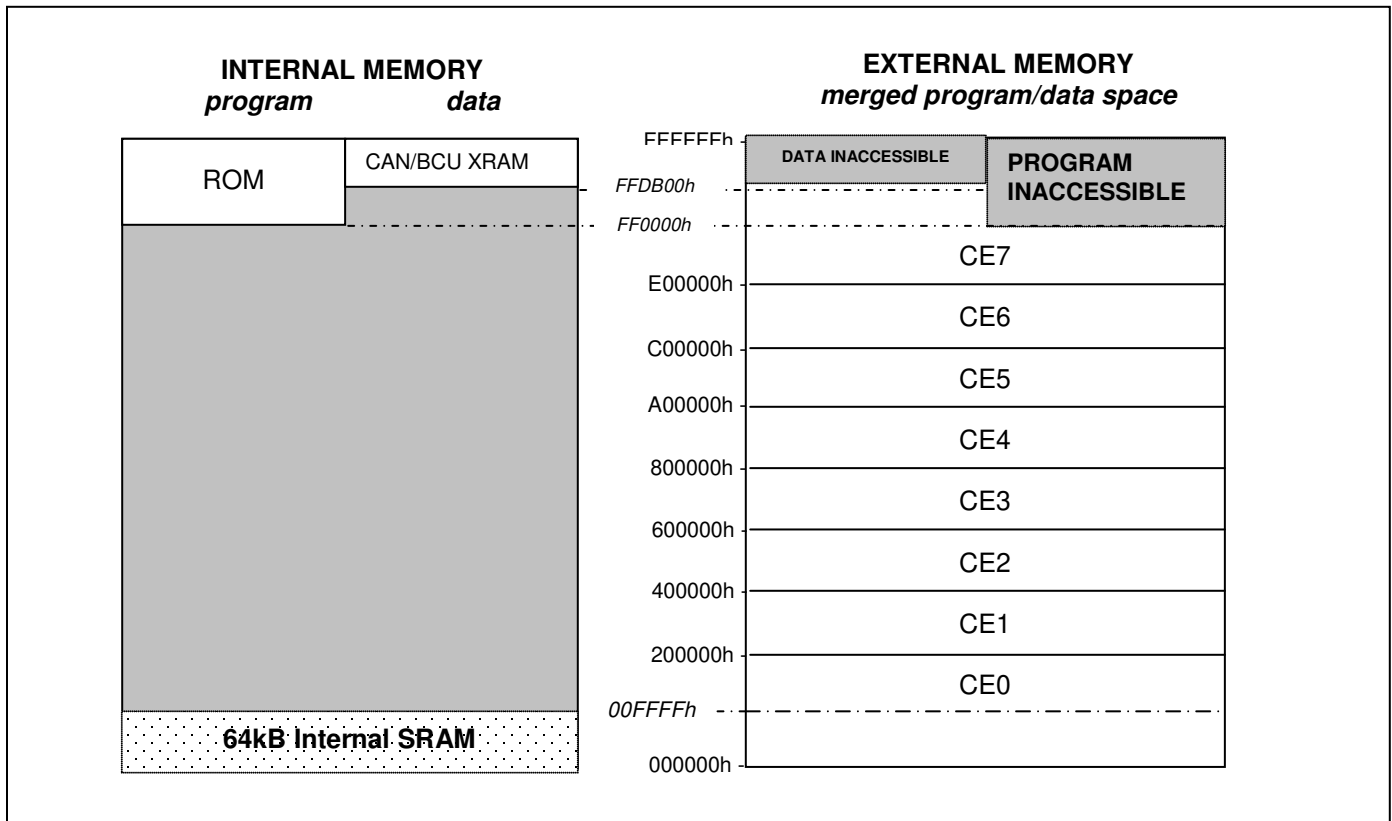 INTERNAL MEMORY
program data
EXTERNAL MEMORY
merged program/data space
ROM
CAN/BCU XRAM
FFFFFFh
FFDB00h
FF0000h
E00000h
C00000h
A00000h
800000h
600000h
400000h
200000h
00FFFFh
000000h
64kB Internal SRAM
DATA INACCESSIBLE
PROGRAM
INACCESSIBLE
CE7
CE6
CE5
CE4
CE3
CE2
CE1
CE0